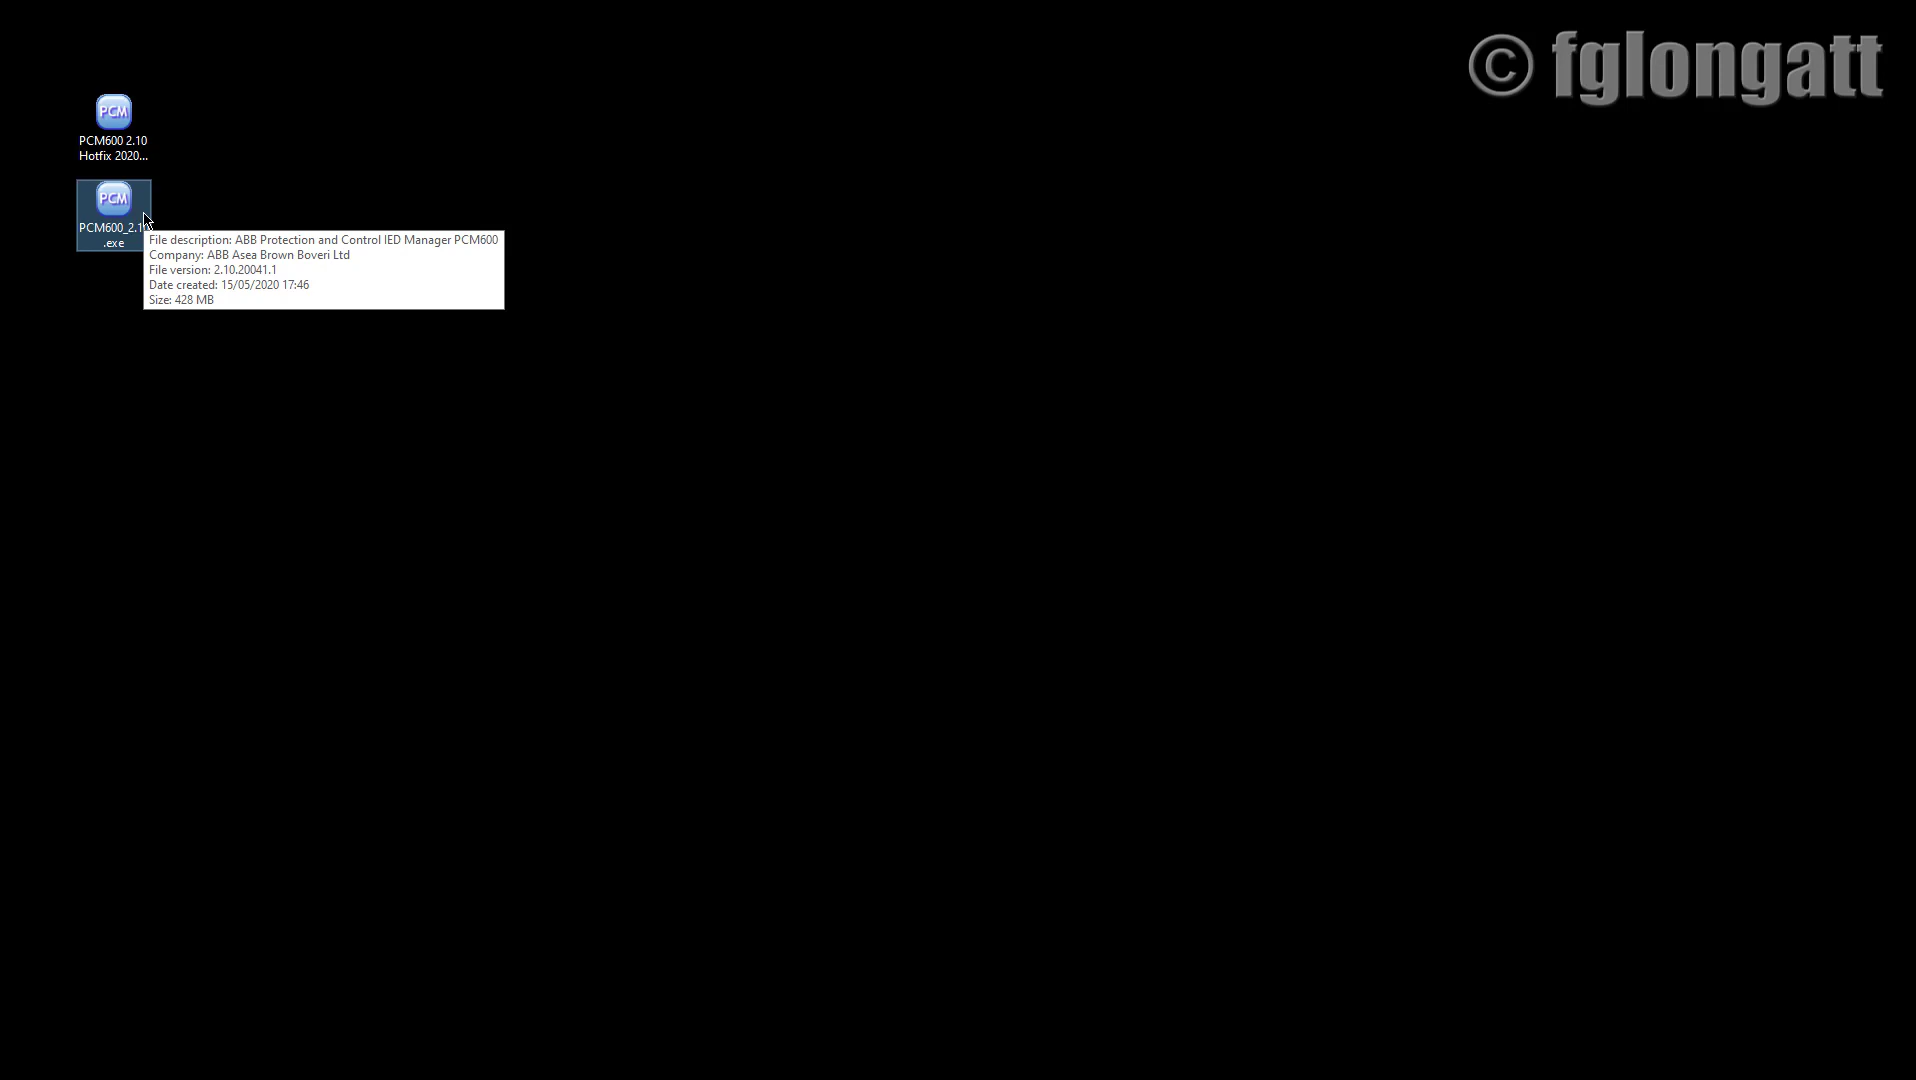 © fglongatt
PCM
PCM600 2.10
Hotfix 2020...
PCM
PCM600_2.1
.exe
File description: ABB Protection and Control IED Manager PCM600
Company: ABB Asea Brown Boveri Ltd
File version: 2.10.20041.1
Date created: 15/05/2020 17:46
Size: 428 MB